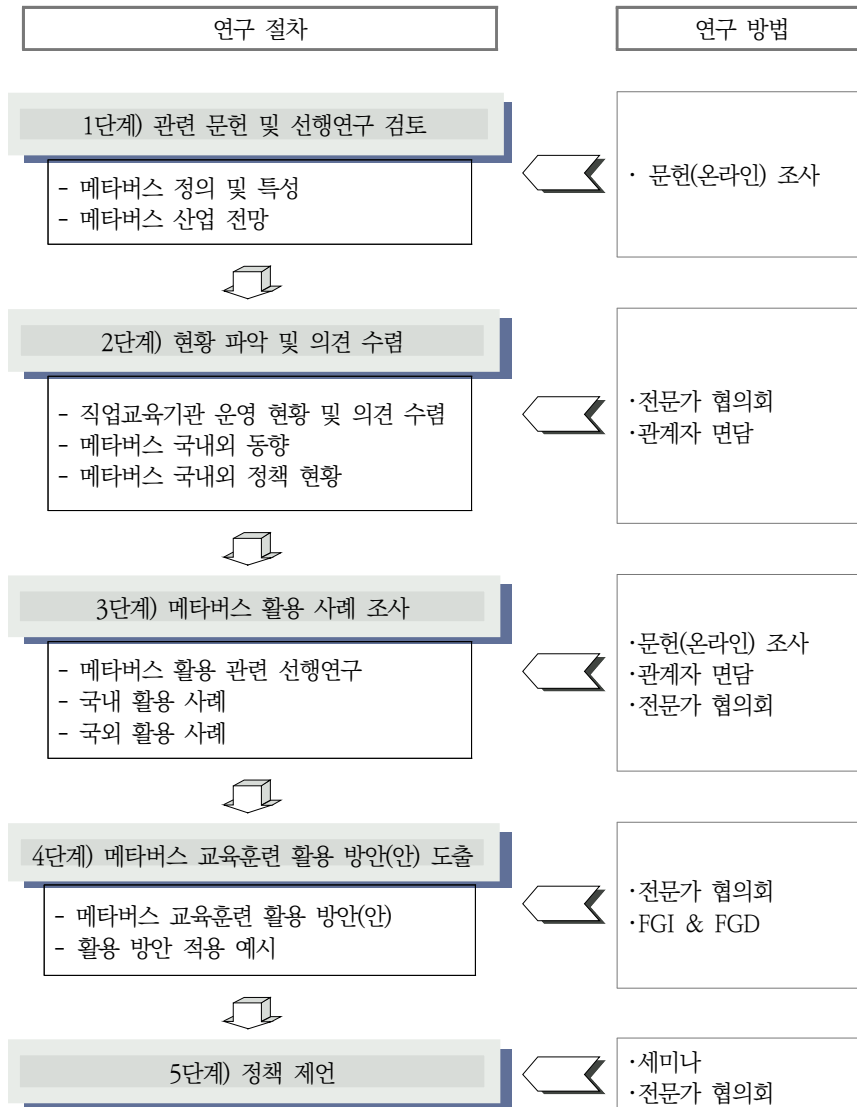 연구 절차
연구 방법
1단계) 관련 문헌 및 선행연구 검토
- 메타버스 정의 및 특성
- 메타버스 산업 전망
· 문헌(온라인) 조사
2단계) 현황 파악 및 의견 수렴
- 직업교육기관 운영 현황 및 의견 수렴
- 메타버스 국내외 동향
- 메타버스 국내외 정책 현황
·전문가 협의회
·관계자 면담
3단계) 메타버스 활용 사례 조사
- 메타버스 활용 관련 선행연구
- 국내 활용 사례
- 국외 활용 사례
·문헌(온라인) 조사
·관계자 면담
·전문가 협의회
4단계) 메타버스 교육훈련 활용 방안(안) 도출
- 메타버스 교육훈련 활용 방안(안)
- 활용 방안 적용 예시
·전문가 협의회
·FGI & FGD
5단계) 정책 제언
·세미나
·전문가 협의회